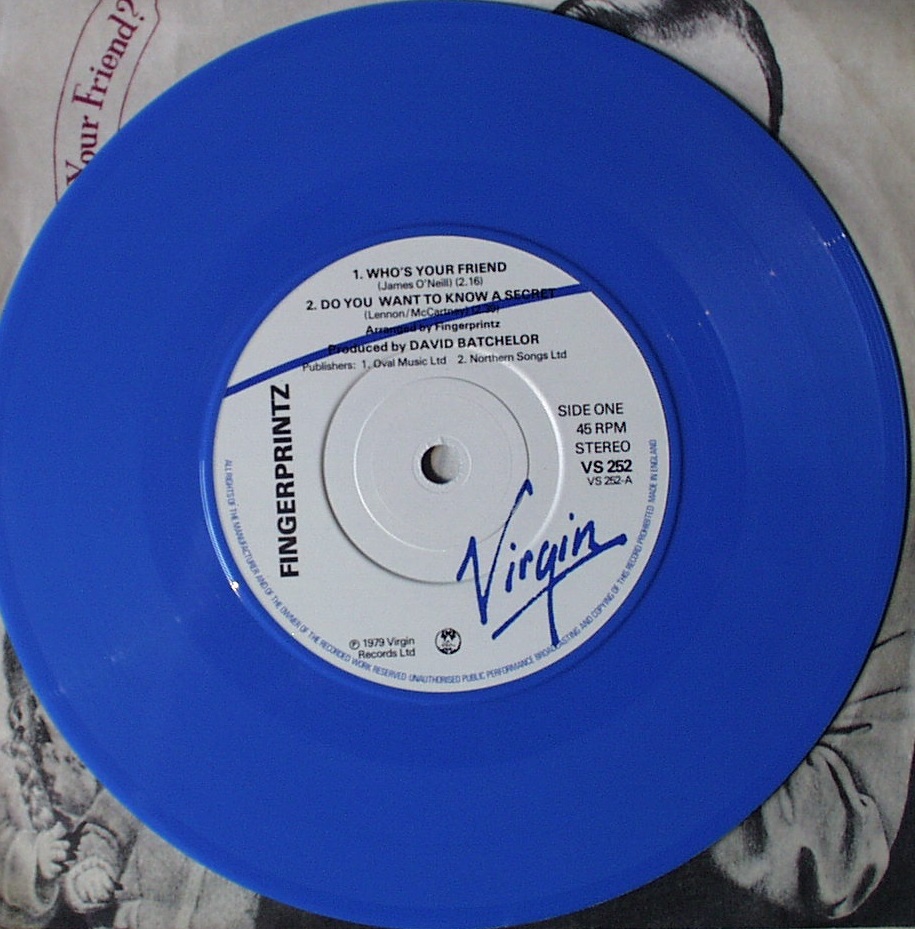 Your Friend?
1. WHO'S YOUR FRIEND
(James O'Neill) (2.16)
2. DO YOU WANT TO KNOW A SECRET
(Lennon/McCartney) (2.39)
Arranged by Fingerprintz
Produced by DAVID BATCHELOR
Publishers: 1. Oval Music Ltd 2. Northern Songs Ltd
FINGERPRINTZ
SIDE ONE
45 RPM
STEREO
VS 252
VS 252-A
Virgin
℗ 1979 Virgin
Records Ltd
ALL RIGHTS OF THE MANUFACTURER AND OF THE OWNER OF THE RECORDED WORK RESERVED UNAUTHORISED PUBLIC PERFORMANCE BROADCASTING AND COPYING OF THIS RECORD PROHIBITED MADE IN ENGLAND